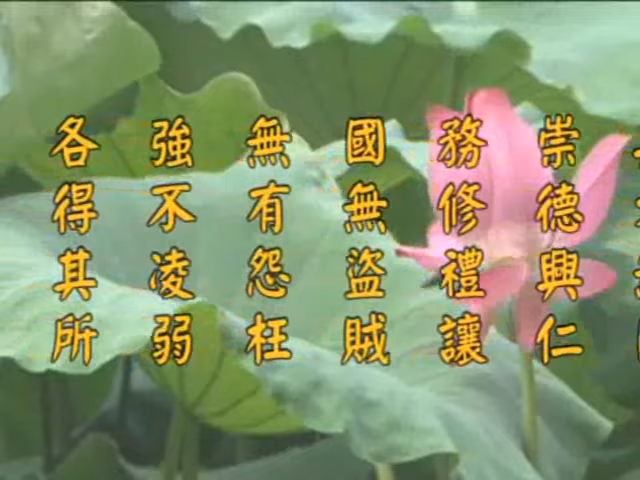 崇德興仁
務修禮讓
國無盜賊
無有怨枉
強不凌弱
各得其所